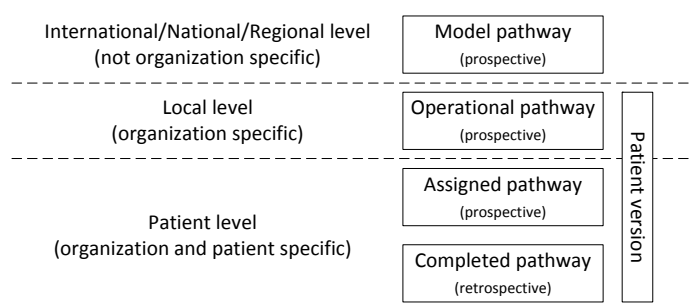 International/National/Regional level
(not organization specific)
Model pathway
(prospective)
Local level
(organization specific)
Operational pathway
(prospective)
Patient level
(organization and patient specific)
Assigned pathway
(prospective)
Completed pathway
(retrospective)
Patient version